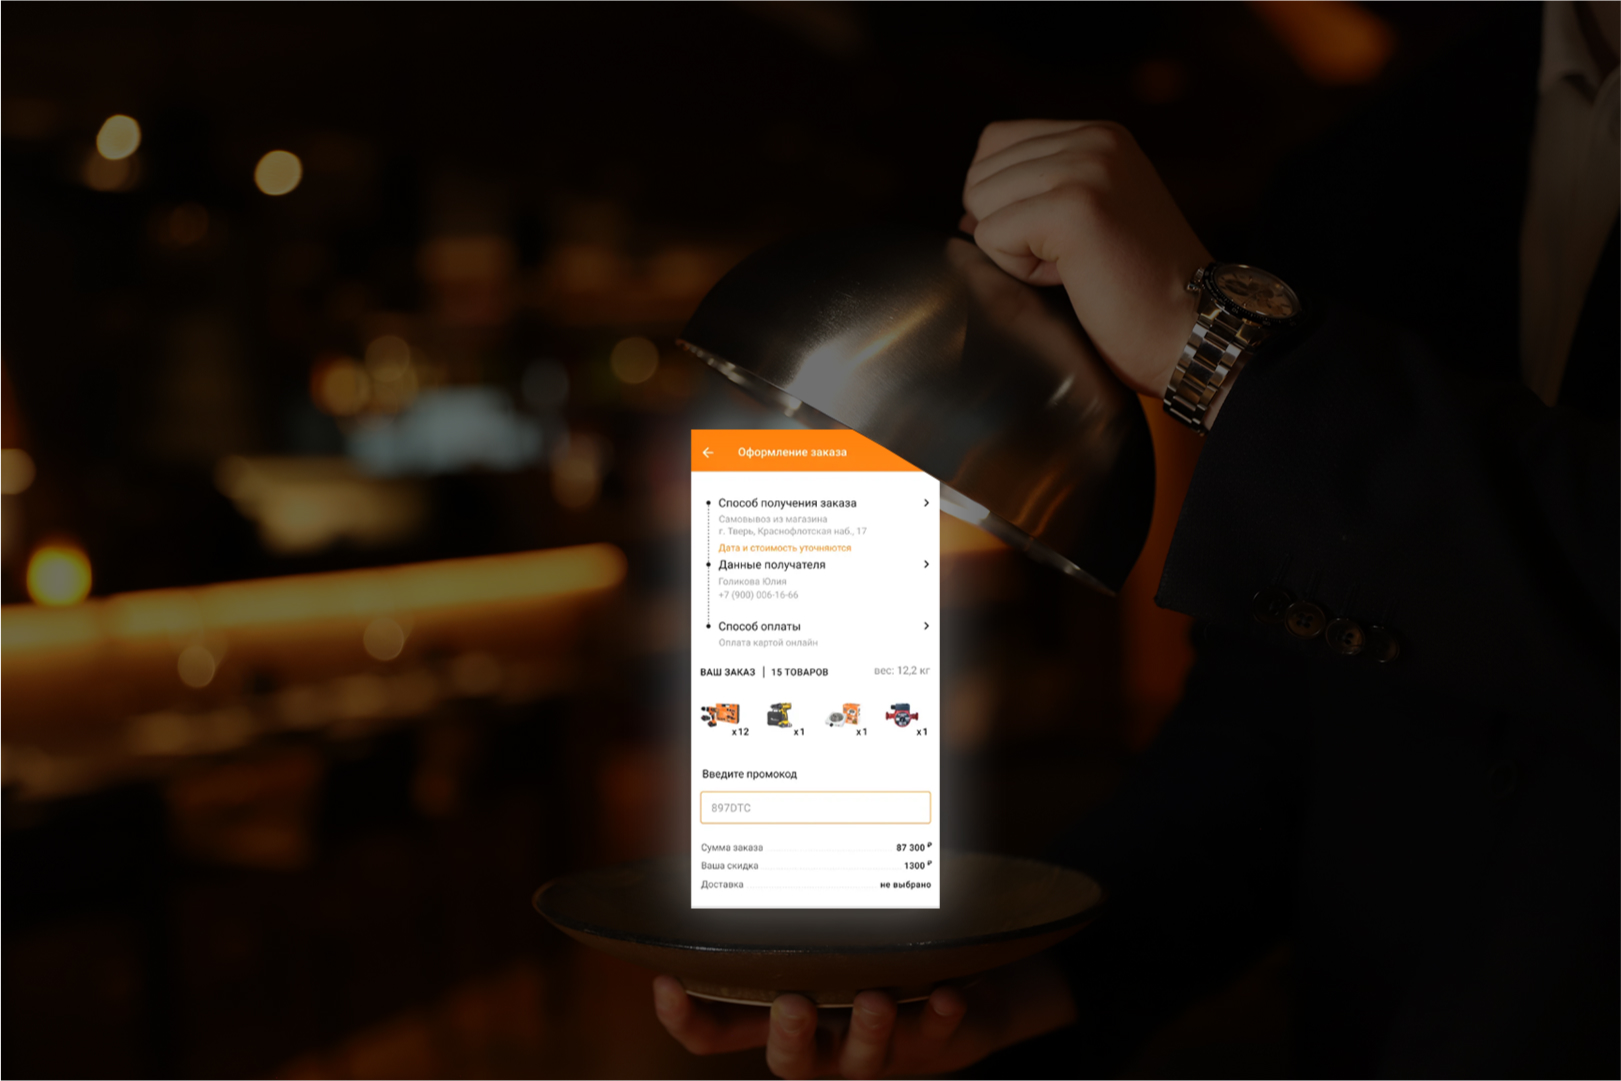 Оформление заказа
Способ получения заказа
Самовывоз из магазина
г. Тверь, Краснофлотская наб., 17
Дата и стоимость уточняются
Данные получателя
Голикова Юлия
+7 (900) 006-16-66
Способ оплаты
Оплата картой онлайн
ВАШ ЗАКАЗ | 15 ТОВАРОВ вес: 12,2 кг
x12 x1 x1 x1
Введите промокод
897DTC
Сумма заказа 87 300 ₽
Ваша скидка 1300 ₽
Доставка не выбрано